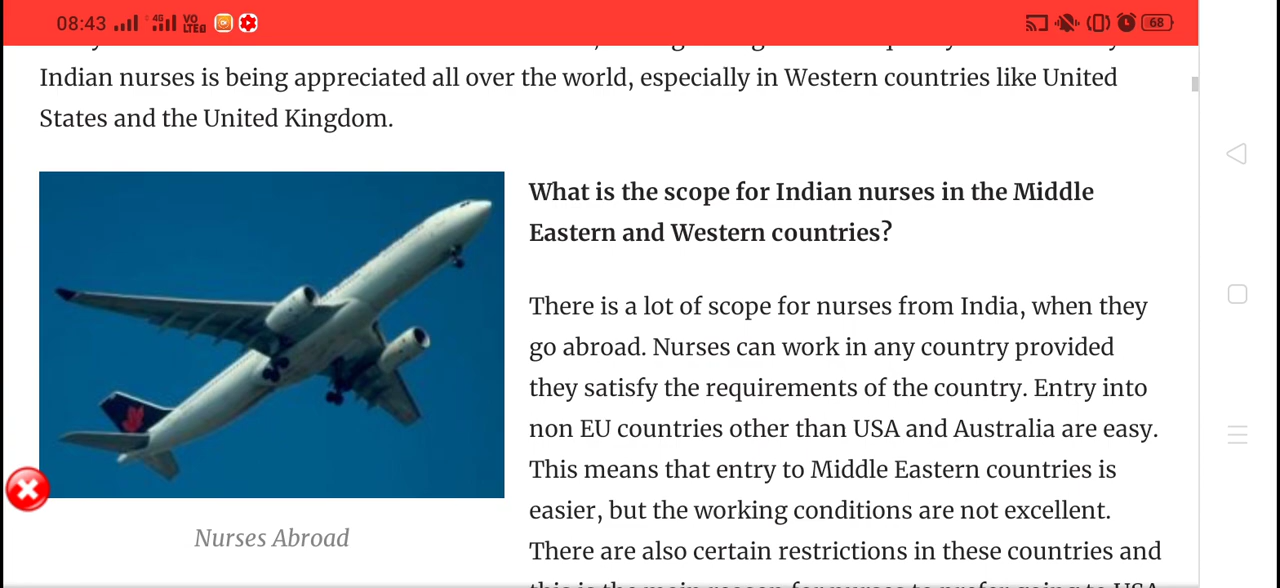 08:43 4G VO LTE 68
Indian nurses is being appreciated all over the world, especially in Western countries like United
States and the United Kingdom.
What is the scope for Indian nurses in the Middle
Eastern and Western countries?
There is a lot of scope for nurses from India, when they
go abroad. Nurses can work in any country provided
they satisfy the requirements of the country. Entry into
non EU countries other than USA and Australia are easy.
This means that entry to Middle Eastern countries is
easier, but the working conditions are not excellent.
There are also certain restrictions in these countries and
Nurses Abroad